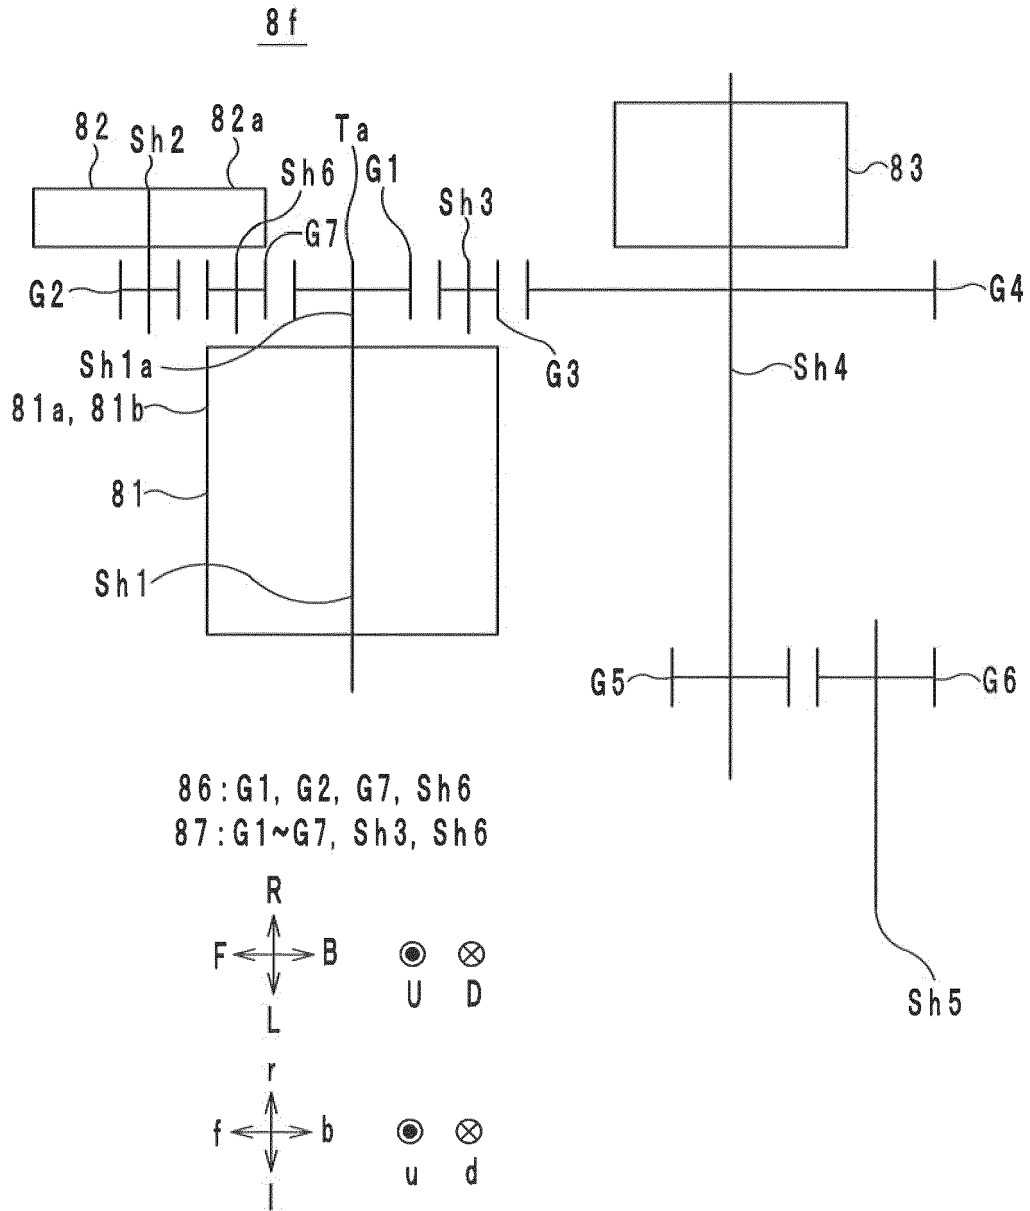 8f
82
Sh2
82a
Ta
G1
Sh6
Sh3
83
G7
G2
G4
Sh1a
G3
Sh4
81a, 81b
81
Sh1
G5
G6
86:G1, G2, G7, Sh6
87:G1~G7, Sh3, Sh6
R
F B
L
U D
Sh5
r
f b
l
u d